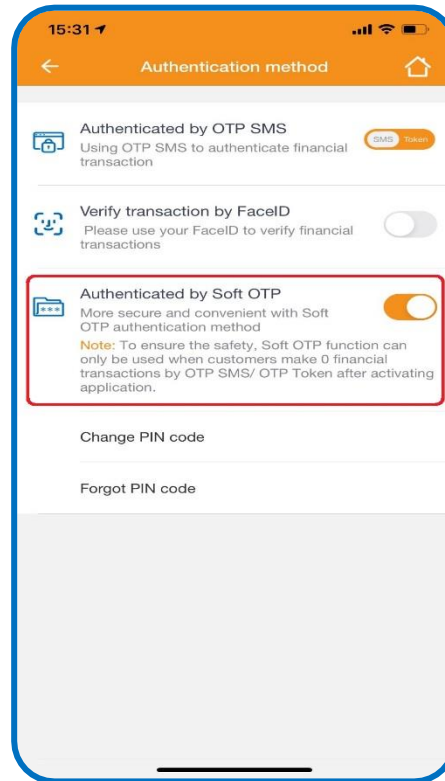 15:31
Authentication method
Authenticated by OTP SMS
Using OTP SMS to authenticate financial
transaction
SMS Token
Verify transaction by FaceID
Please use your FaceID to verify financial
transactions
Authenticated by Soft OTP
***
More secure and convenient with Soft
OTP authentication method
Note: To ensure the safety, Soft OTP function can
only be used when customers make 0 financial
transactions by OTP SMS/ OTP Token after activating
application.
Change PIN code
Forgot PIN code